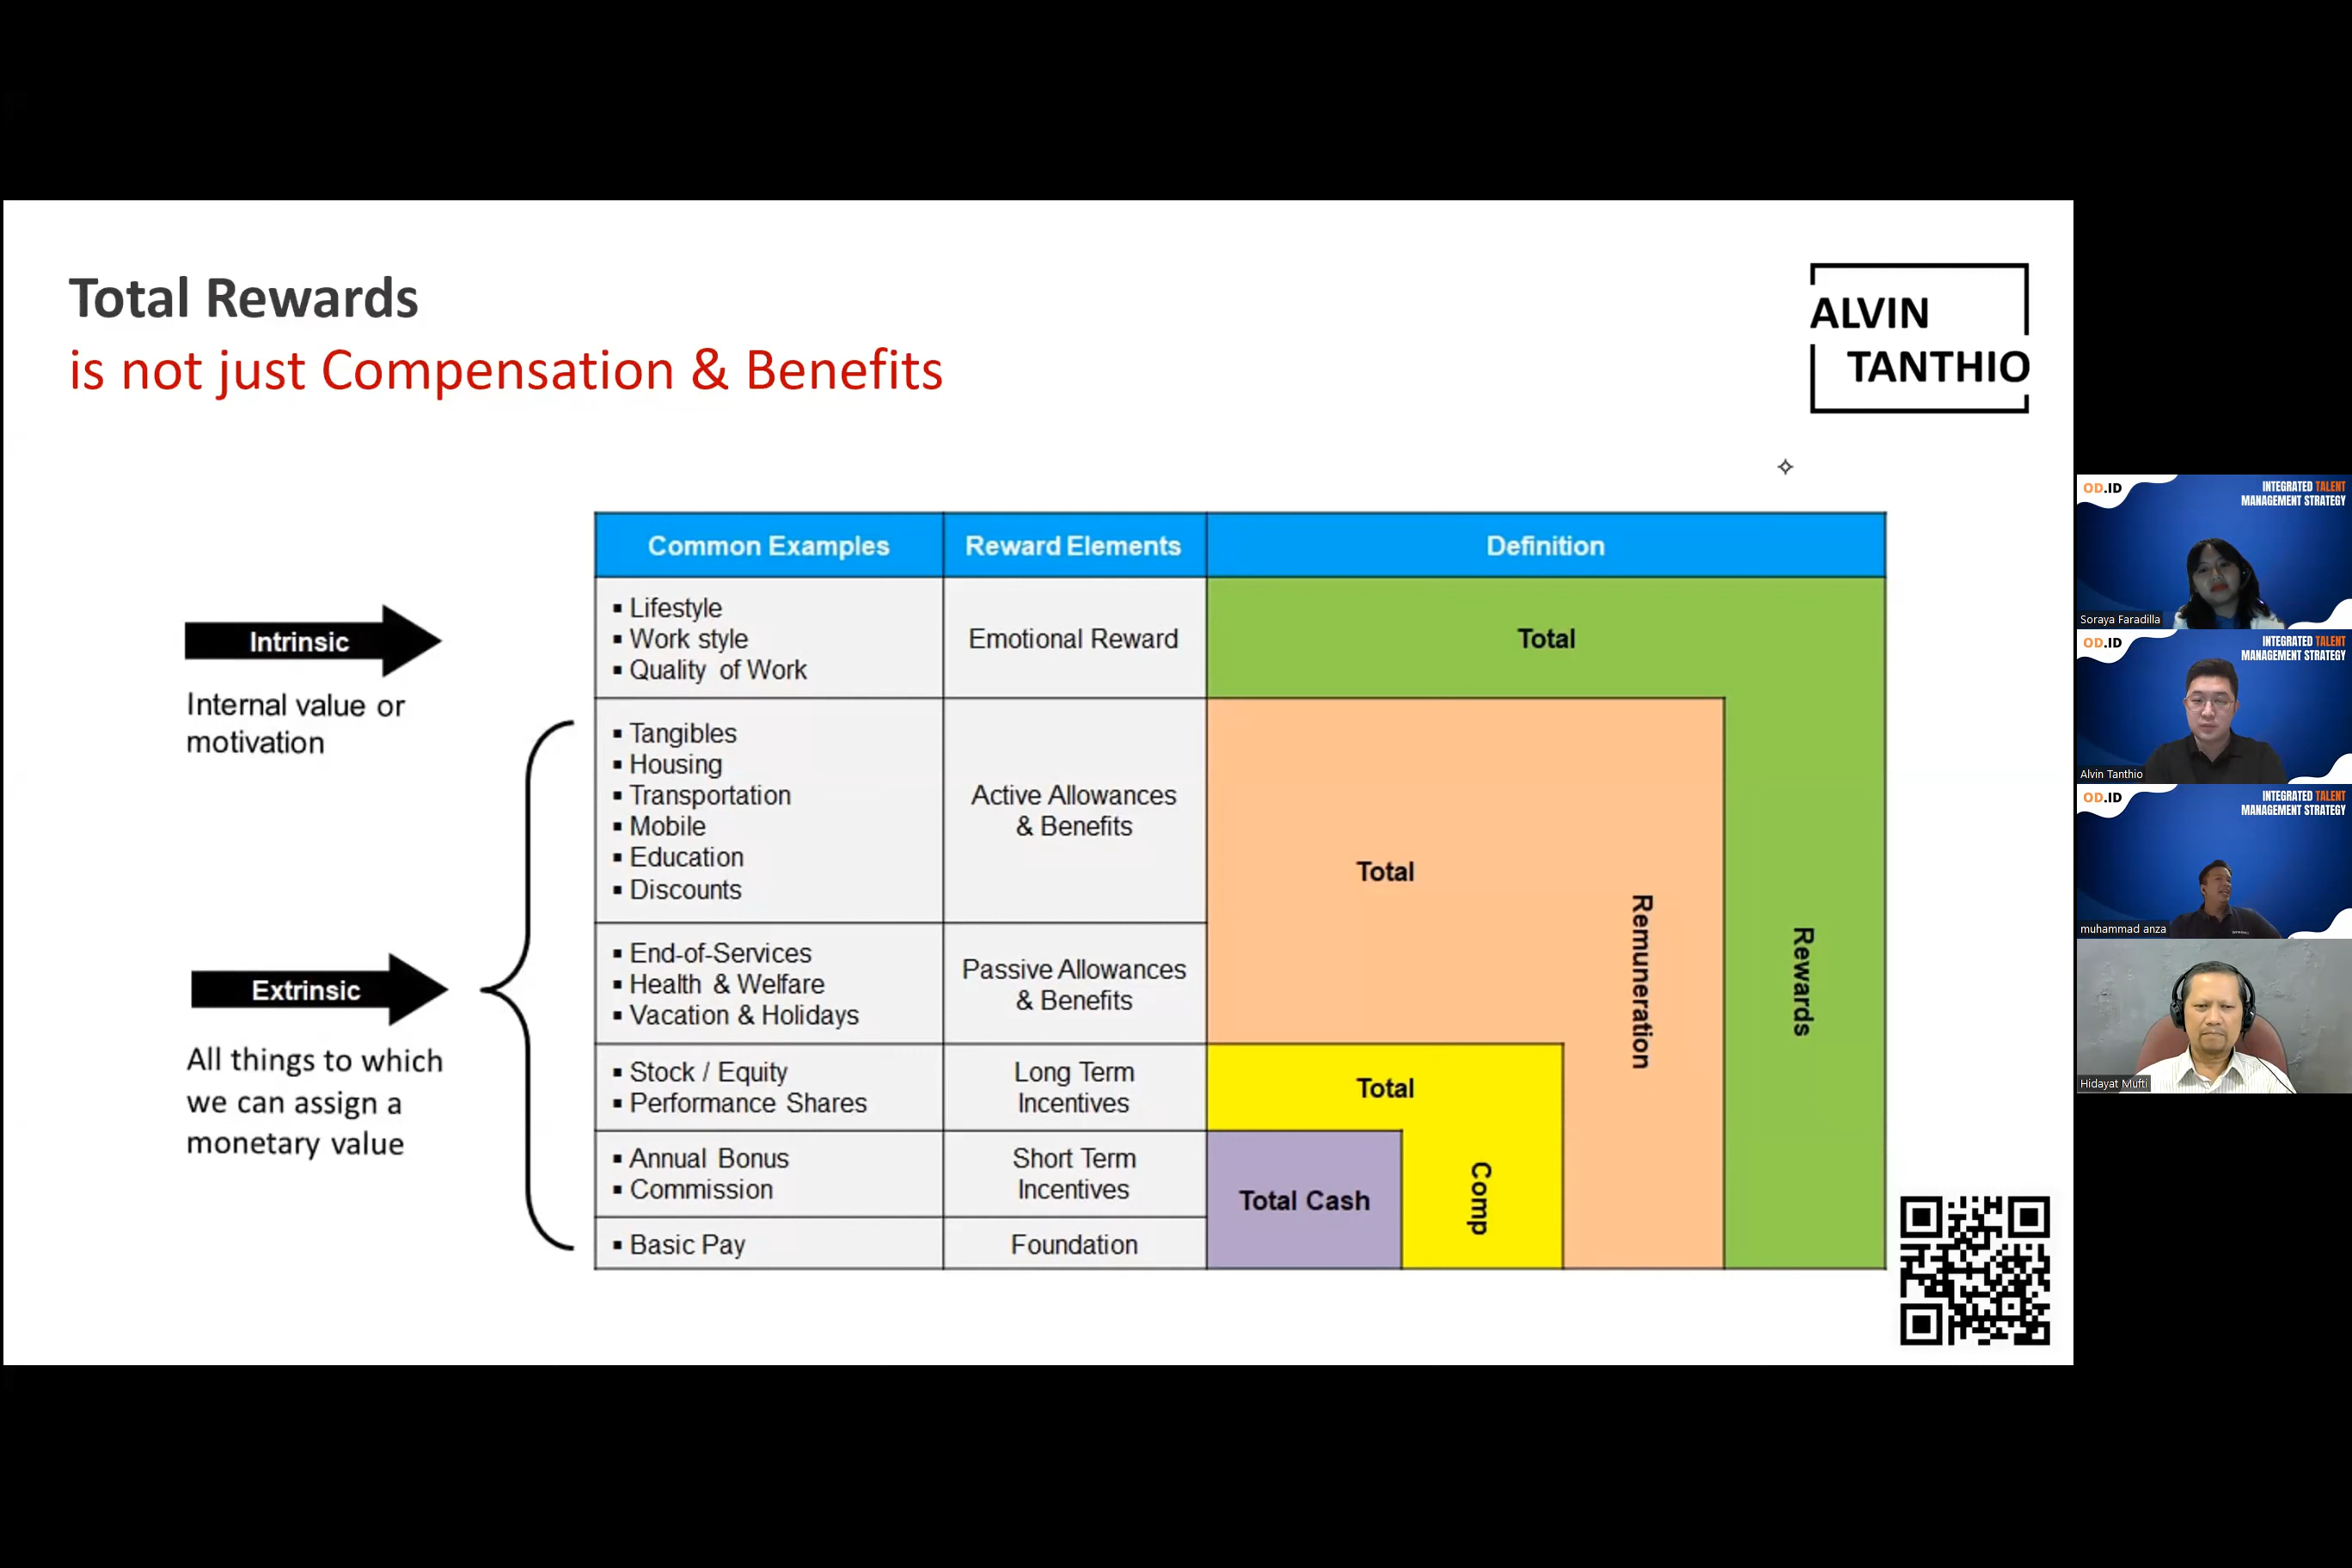 Total Rewards
is not just Compensation & Benefits
ALVIN
TANTHIO
Intrinsic
Internal value or
motivation
Extrinsic
All things to which
we can assign a
monetary value
Common Examples
Reward Elements
Definition
▪ Lifestyle
▪ Work style
▪ Quality of Work
Emotional Reward
Total
Rewards
▪ Tangibles
▪ Housing
▪ Transportation
▪ Mobile
▪ Education
▪ Discounts
Active Allowances
& Benefits
Total
Remuneration
▪ End-of-Services
▪ Health & Welfare
▪ Vacation & Holidays
Passive Allowances
& Benefits
▪ Stock / Equity
▪ Performance Shares
Long Term
Incentives
Total
Comp
▪ Annual Bonus
▪ Commission
Short Term
Incentives
Total Cash
▪ Basic Pay
Foundation
OD.ID
INTEGRATED TALENT
MANAGEMENT STRATEGY
Soraya Faradilla
OD.ID
INTEGRATED TALENT
MANAGEMENT STRATEGY
Alvin Tanthio
OD.ID
INTEGRATED TALENT
MANAGEMENT STRATEGY
muhammad anza
Hidayat Mufti